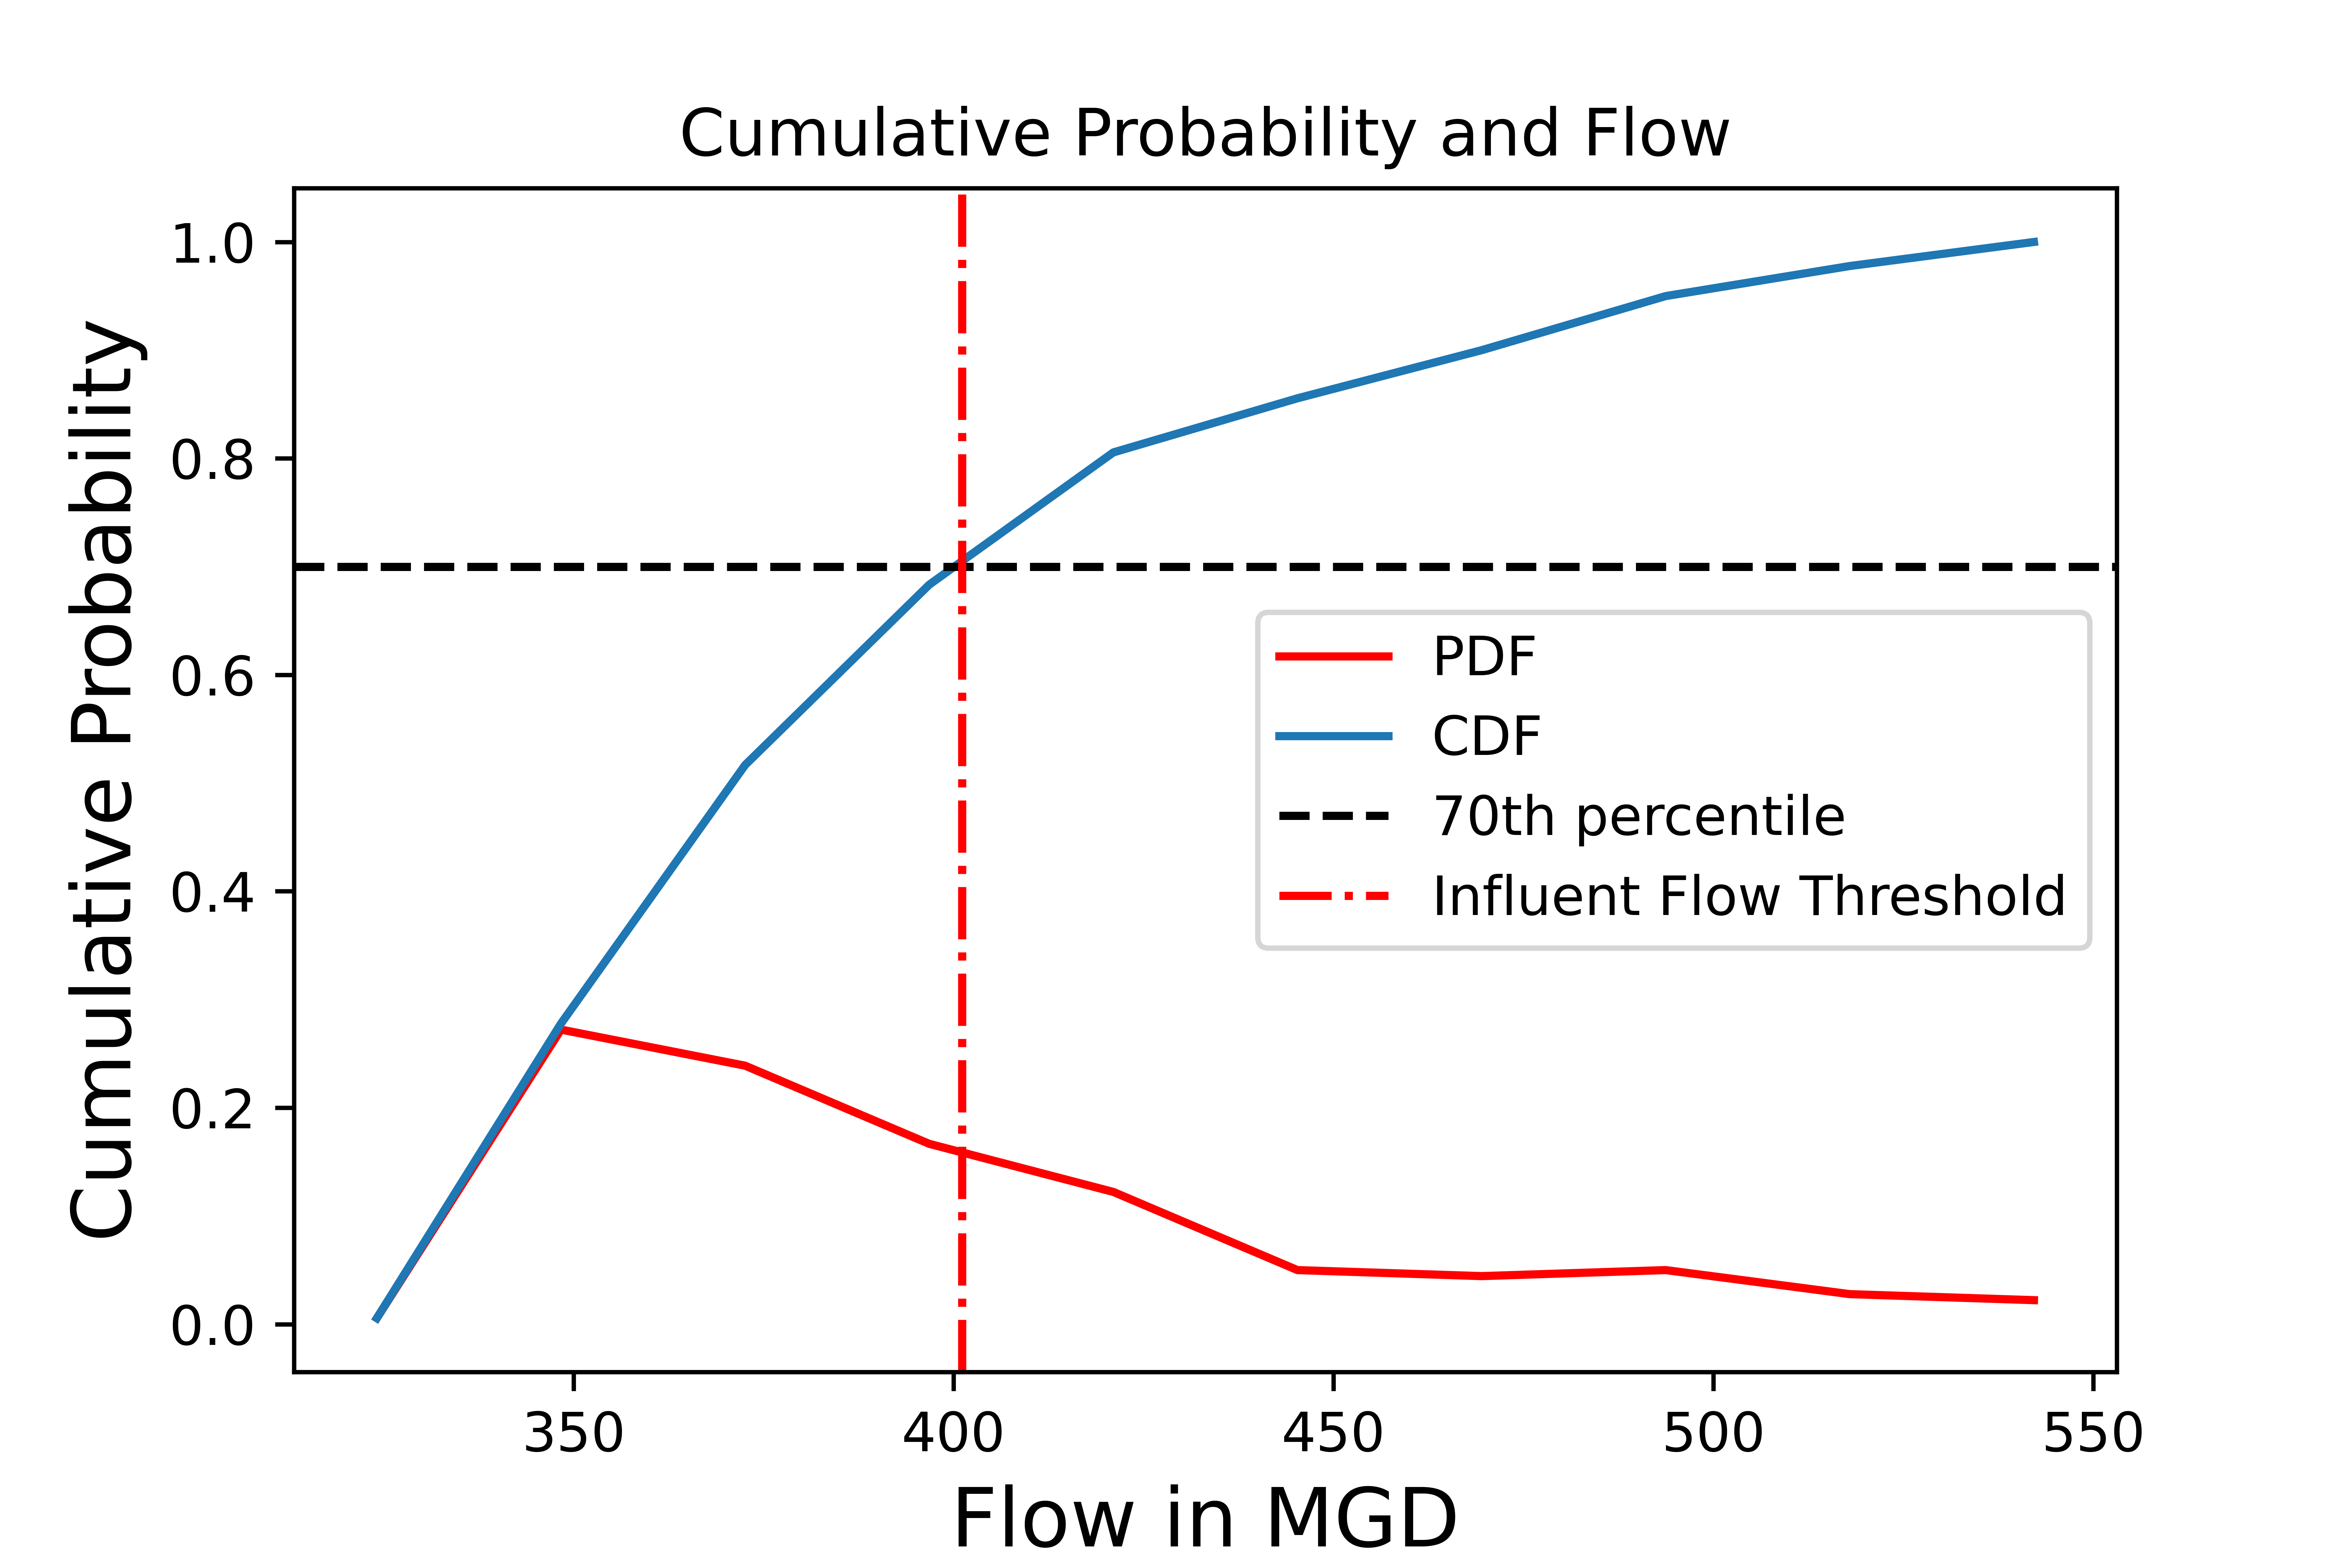 Cumulative Probability and Flow
Cumulative Probability
1.0
0.8
0.6
0.4
0.2
0.0
PDF
CDF
70th percentile
Influent Flow Threshold
350 400 450 500 550
Flow in MGD